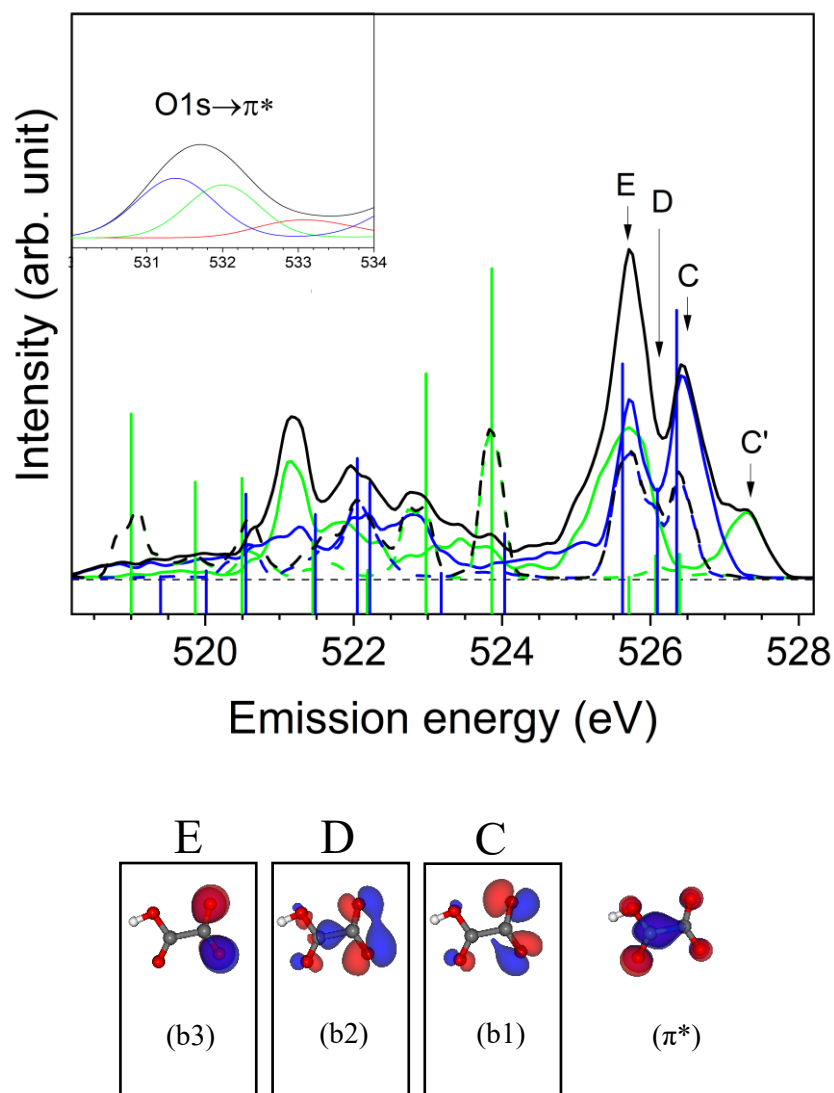 O1s→π*
531 532 533 534
Intensity (arb. unit)
E
D
C
C'
520 522 524 526 528
Emission energy (eV)
E D C
(b3) (b2) (b1) (π*)